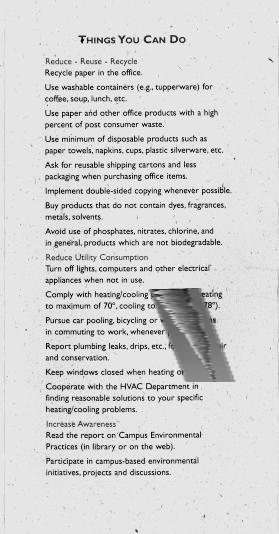 THINGS YOU CAN DO
Reduce - Reuse - Recycle
Recycle paper in the office.
Use washable containers (e.g., tupperware) for
coffee, soup, lunch, etc.
Use paper and other office products with a high
percent of post consumer waste.
Use minimum of disposable products such as
paper towels, napkins, cups, plastic silverware, etc.
Ask for reusable shipping cartons and less
packaging when purchasing office items.
Implement double-sided copying whenever possible.
Buy products that do not contain dyes, fragrances,
metals, solvents.
Avoid use of phosphates, nitrates, chlorine, and
in general, products which are not biodegradable.
Reduce Utility Consumption
Turn off lights, computers and other electrical
appliances when not in use.
Comply with heating/cooling
to maximum of 70°, cooling to 78°).
Pursue car pooling, bicycling or
in commuting to work, whenever
Report plumbing leaks, drips, etc.,
and conservation.
Keep windows closed when heating
Cooperate with the HVAC Department in
finding reasonable solutions to your specific
heating/cooling problems.
Increase Awareness
Read the report on Campus Environmental
Practices (in library or on the web).
Participate in campus-based environmental
initiatives, projects and discussions.